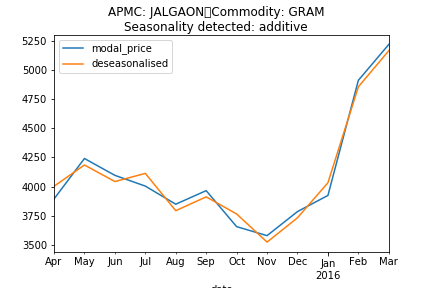 APMC: JALGAON▯Commodity: GRAM
Seasonality detected: additive
modal_price
deseasonalised
5250
5000
4750
4500
4250
4000
3750
3500
Apr May Jun Jul Aug Sep Oct Nov Dec Jan Feb Mar
2016
date